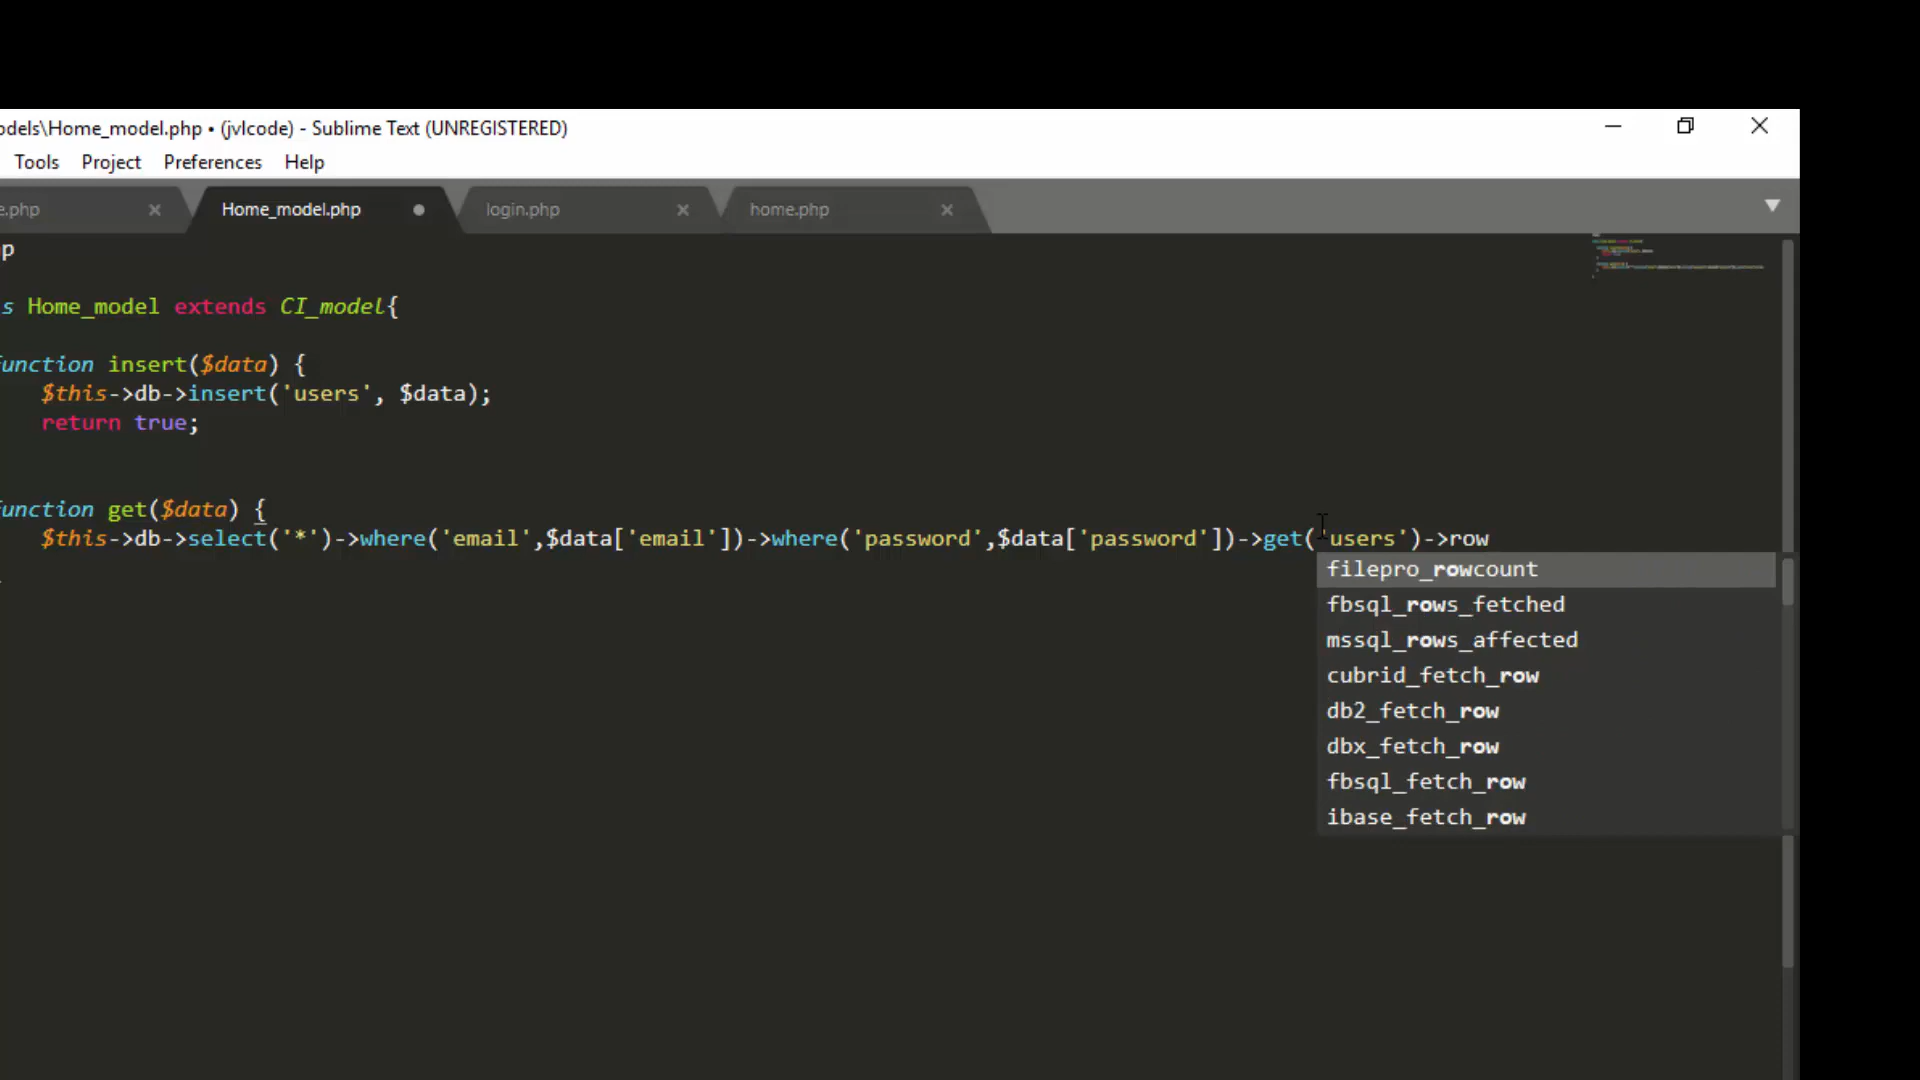 odels\Home_model.php • (jvlcode) - Sublime Text (UNREGISTERED)
Tools Project Preferences Help
e.php Home_model.php login.php home.php
p
s Home_model extends CI_model{
unction insert($data) {
$this->db->insert('users', $data);
return true;
unction get($data) {
$this->db->select('*')->where('email',$data['email'])->where('password',$data['password'])->get('users')->row
filepro_rowcount
fbsql_rows_fetched
mssql_rows_affected
cubrid_fetch_row
db2_fetch_row
dbx_fetch_row
fbsql_fetch_row
ibase_fetch_row